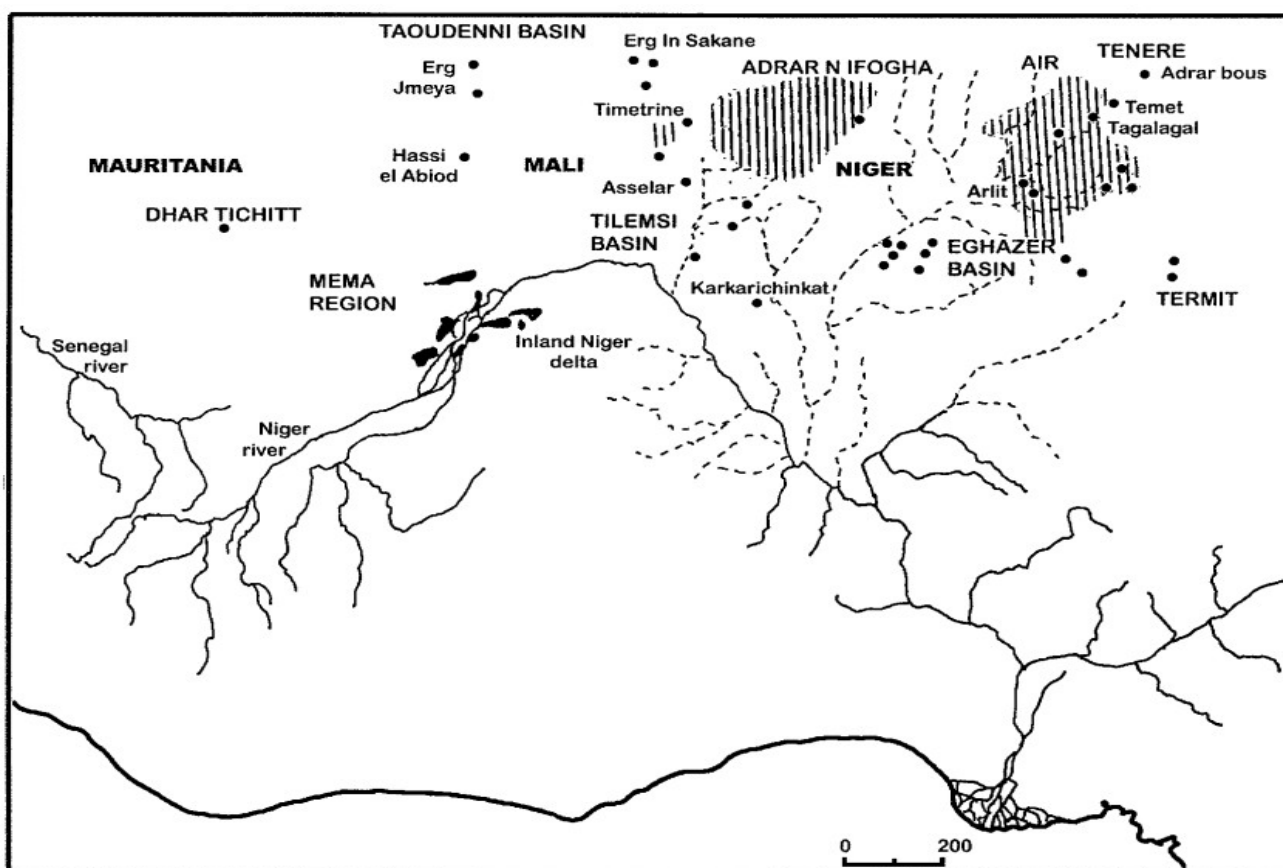 TAOUDENNI BASIN
Erg In Sakane
TENERE
AIR
Erg
Jmeya
ADRAR N IFOGHA
Adrar bous
Timetrine
Temet
Tagalagal
MAURITANIA
Hassi
el Abiod
MALI
NIGER
Asselar
Arlit
DHAR TICHITT
TILEMSI
BASIN
EGHAZER
BASIN
MEMA
REGION
Karkarichinkat
TERMIT
Senegal
river
Inland Niger
delta
Niger
river
0 200